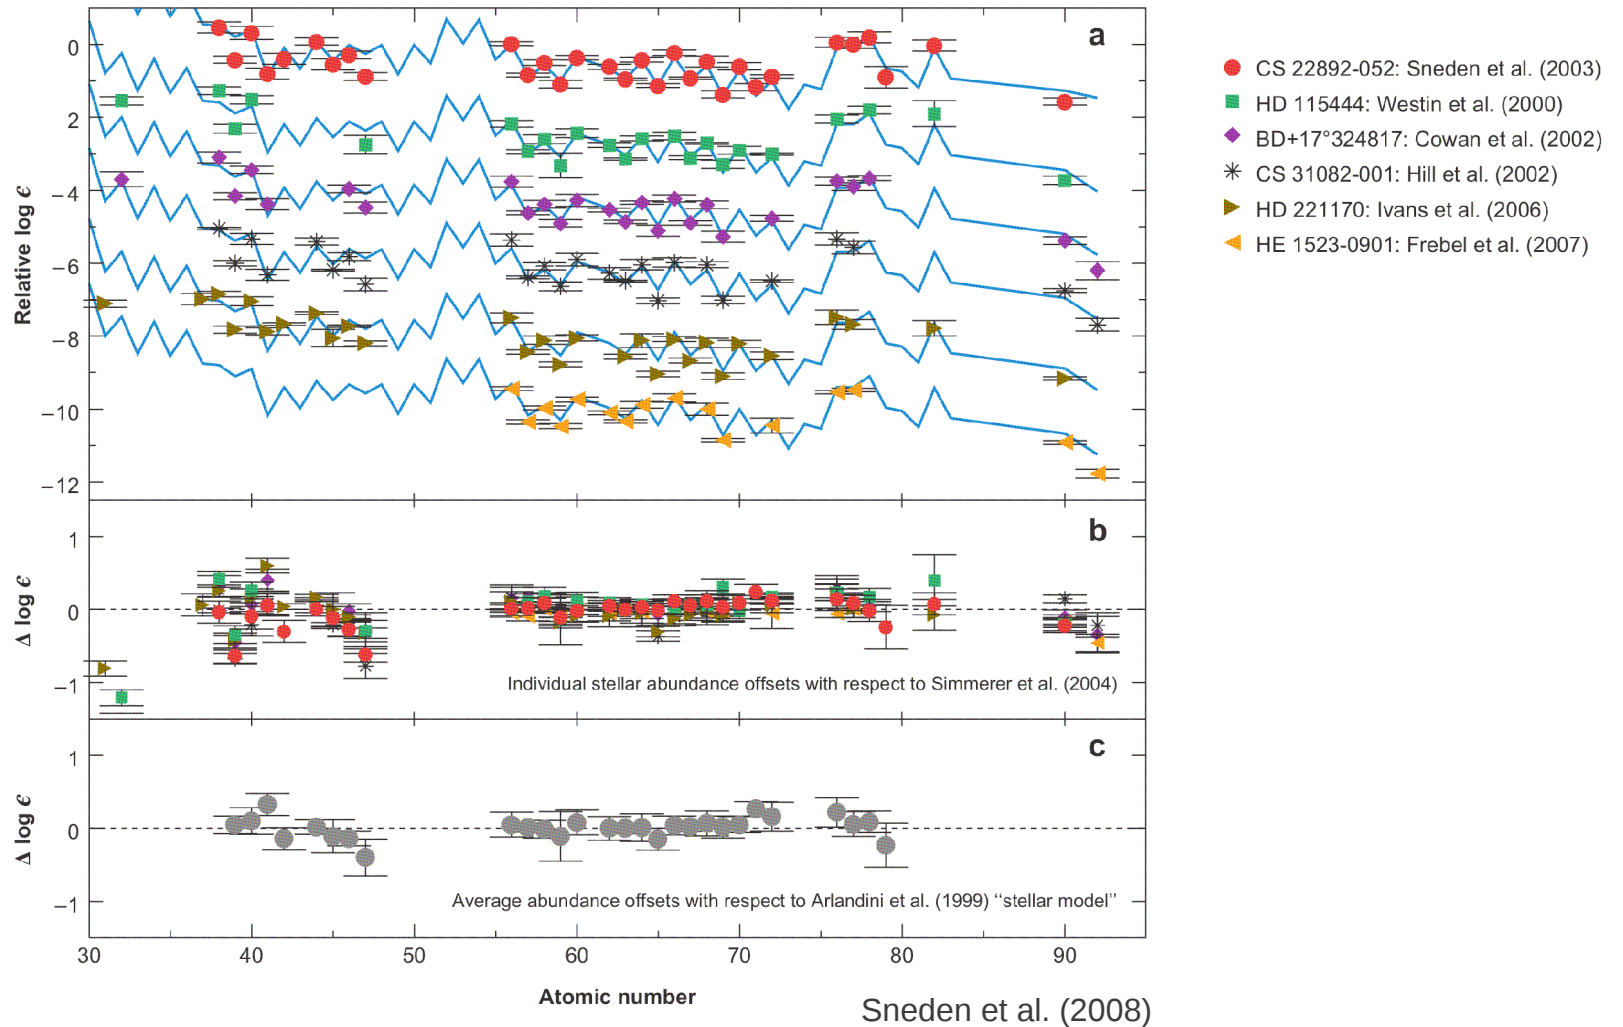 a
0
2
−4
−6
−8
−10
−12
Relative log ϵ
CS 22892-052: Sneden et al. (2003)
HD 115444: Westin et al. (2000)
BD+17°324817: Cowan et al. (2002)
CS 31082-001: Hill et al. (2002)
HD 221170: Ivans et al. (2006)
HE 1523-0901: Frebel et al. (2007)
b
1
0
−1
Δ log ϵ
Individual stellar abundance offsets with respect to Simmerer et al. (2004)
c
1
0
−1
Δ log ϵ
Average abundance offsets with respect to Arlandini et al. (1999) “stellar model”
30 40 50 60 70 80 90
Atomic number
Sneden et al. (2008)